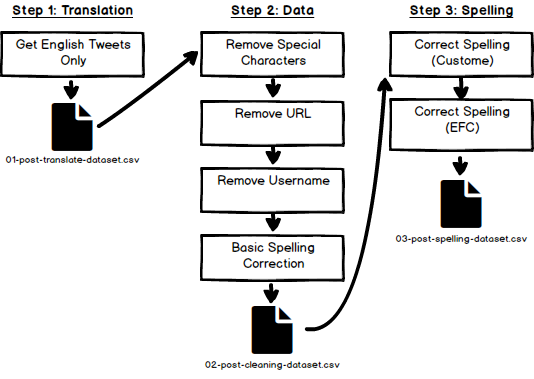 Step 1: Translation
Get English Tweets
Only
01-post-translate-dataset.csv
Step 2: Data
Remove Special
Characters
Remove URL
Remove Username
Basic Spelling
Correction
02-post-cleaning-dataset.csv
Step 3: Spelling
Correct Spelling
(Custome)
Correct Spelling
(EFC)
03-post-spelling-dataset.csv